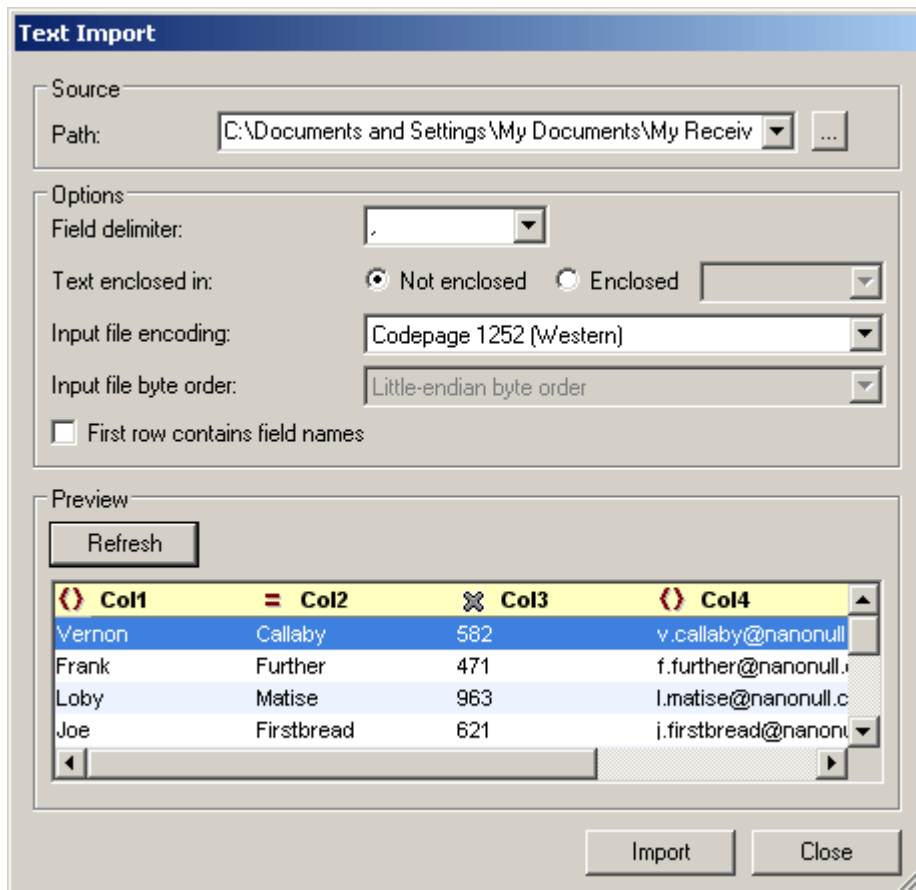 Text Import
Source
Path: C:\Documents and Settings\My Documents\My Receiv ...
Options
Field delimiter: ,
Text enclosed in: Not enclosed Enclosed
Input file encoding: Codepage 1252 (Western)
Input file byte order: Little-endian byte order
First row contains field names
Preview
Refresh
Col1 Col2 Col3 Col4
Vernon Callaby 582 v.callaby@nanonull
Frank Further 471 f.further@nanonull.
Loby Matise 963 l.matise@nanonull.c
Joe Firstbread 621 j.firstbread@nanonu
Import Close